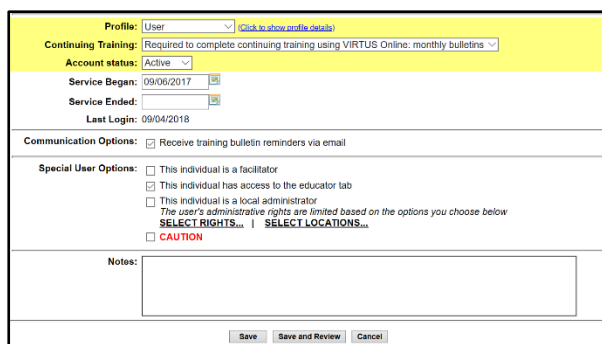 Profile: User (Click to show profile details)
Continuing Training: Required to complete continuing training using VIRTUS Online: monthly bulletins
Account status: Active
Service Began: 09/06/2017
Service Ended:
Last Login: 09/04/2018
Communication Options: Receive training bulletin reminders via email
Special User Options: This individual is a facilitator
This individual has access to the educator tab
This individual is a local administrator
The user's administrative rights are limited based on the options you choose below
SELECT RIGHTS... | SELECT LOCATIONS...
CAUTION
Notes:
Save Save and Review Cancel